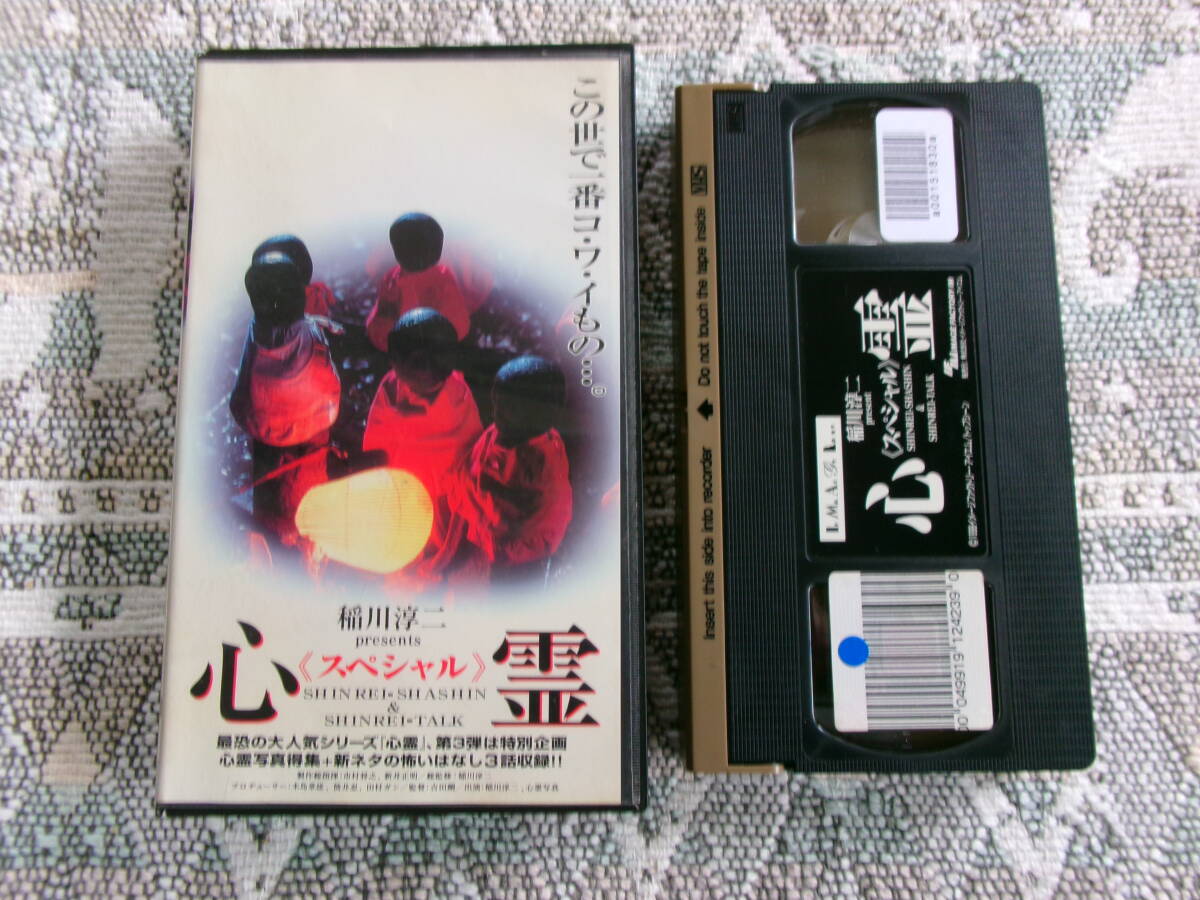 この世で一番コ・ワ・イもの…。
稲川淳二
presents
心《スペシャル》霊
SHINREI-SHASHIN
&
SHINREI-TALK
最恐の大人気シリーズ「心霊」、第3弾は特別企画
心霊写真得集+新ネタの怖いはなし3話収録!!
VHS
Do not touch the tape inside
Insert this side into recorder
a001518304
稲川淳二
present
心《スペシャル》霊
SHINREI-SHASHIN
&
SHINREI-TALK
00049919124239